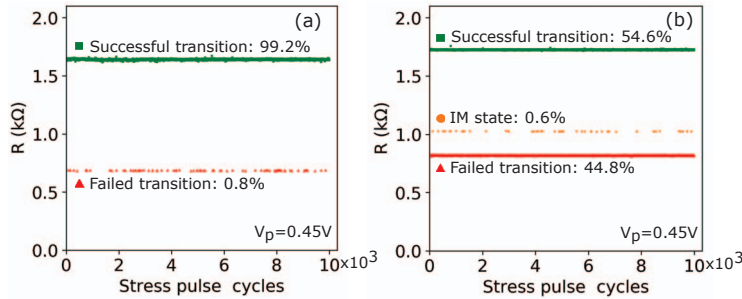 (a)
2.0
■ Successful transition: 99.2%
1.5
R (kΩ)
1.0
▲ Failed transition: 0.8%
0.5
Vp=0.45V
0.0
0 2 4 6 8 10 ×10³
Stress pulse cycles
(b)
2.0
■ Successful transition: 54.6%
1.5
R (kΩ)
● IM state: 0.6%
1.0
▲ Failed transition: 44.8%
0.5
Vp=0.45V
0.0
0 2 4 6 8 10 ×10³
Stress pulse cycles